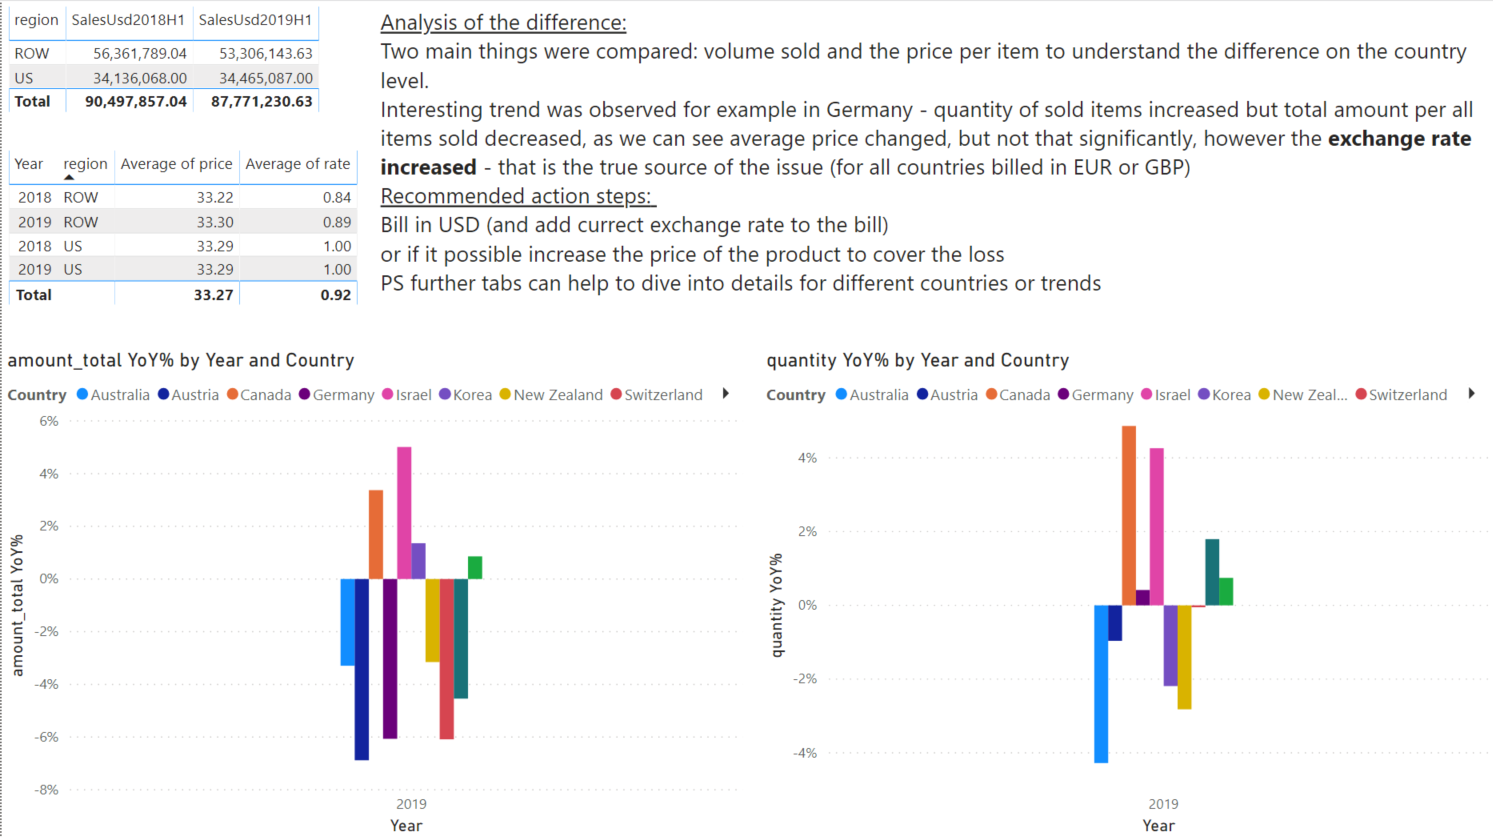 region SalesUsd2018H1 SalesUsd2019H1
ROW 56,361,789.04 53,306,143.63
US 34,136,068.00 34,465,087.00
Total 90,497,857.04 87,771,230.63
Year region Average of price Average of rate
2018 ROW 33.22 0.84
2019 ROW 33.30 0.89
2018 US 33.29 1.00
2019 US 33.29 1.00
Total 33.27 0.92
Analysis of the difference:
Two main things were compared: volume sold and the price per item to understand the difference on the country
level.
Interesting trend was observed for example in Germany - quantity of sold items increased but total amount per all
items sold decreased, as we can see average price changed, but not that significantly, however the exchange rate
increased - that is the true source of the issue (for all countries billed in EUR or GBP)
Recommended action steps:
Bill in USD (and add currect exchange rate to the bill)
or if it possible increase the price of the product to cover the loss
PS further tabs can help to dive into details for different countries or trends
amount_total YoY% by Year and Country
Country Australia Austria Canada Germany Israel Korea New Zealand Switzerland
6%
4%
2%
0%
-2%
-4%
-6%
-8%
amount_total YoY%
2019
Year
quantity YoY% by Year and Country
Country Australia Austria Canada Germany Israel Korea New Zeal... Switzerland
4%
2%
0%
-2%
-4%
quantity YoY%
2019
Year